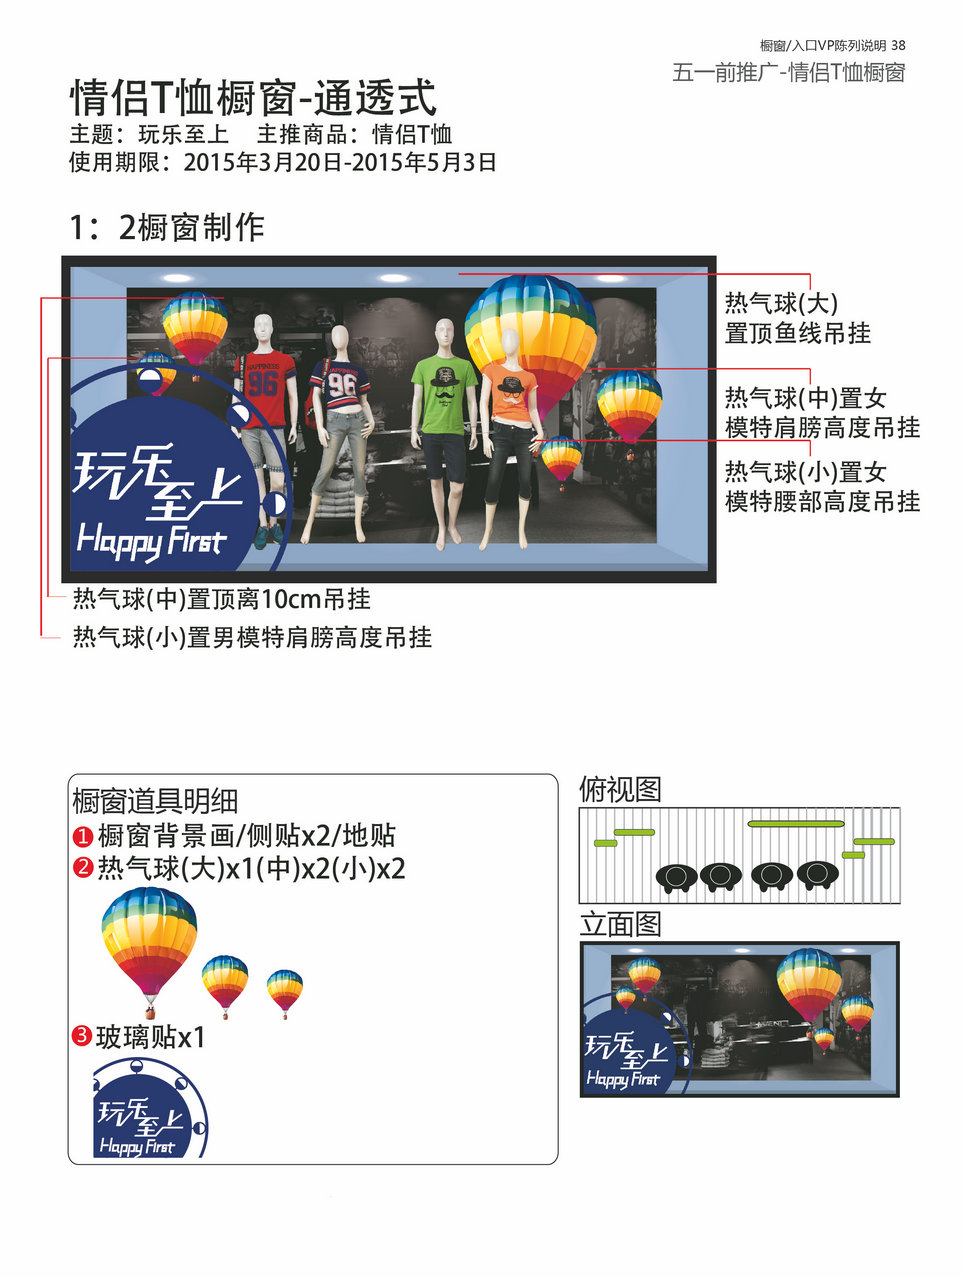 橱窗/入口VP陈列说明 38
五一前推广-情侣T恤橱窗
情侣T恤橱窗-通透式
主题：玩乐至上 主推商品：情侣T恤
使用期限：2015年3月20日-2015年5月3日
1：2橱窗制作
热气球(大)
置顶鱼线吊挂
热气球(中)置女
模特肩膀高度吊挂
热气球(小)置女
模特腰部高度吊挂
HAPPINESS
96
HAPPINESS
96
玩乐至上
Happy First
热气球(中)置顶离10cm吊挂
热气球(小)置男模特肩膀高度吊挂
橱窗道具明细
1 橱窗背景画/侧贴x2/地贴
2 热气球(大)x1(中)x2(小)x2
3 玻璃贴x1
玩乐至上
Happy First
俯视图
立面图
玩乐至上
Happy First